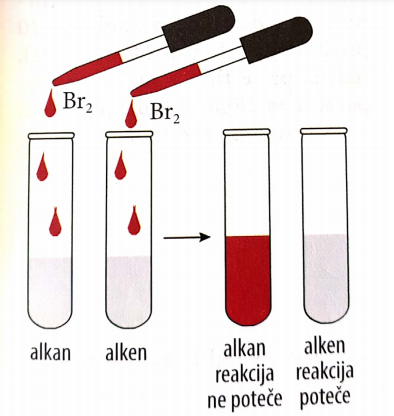 Br₂
Br₂
alkan
alken
alkan
reakcija
ne poteče
alken
reakcija
poteče